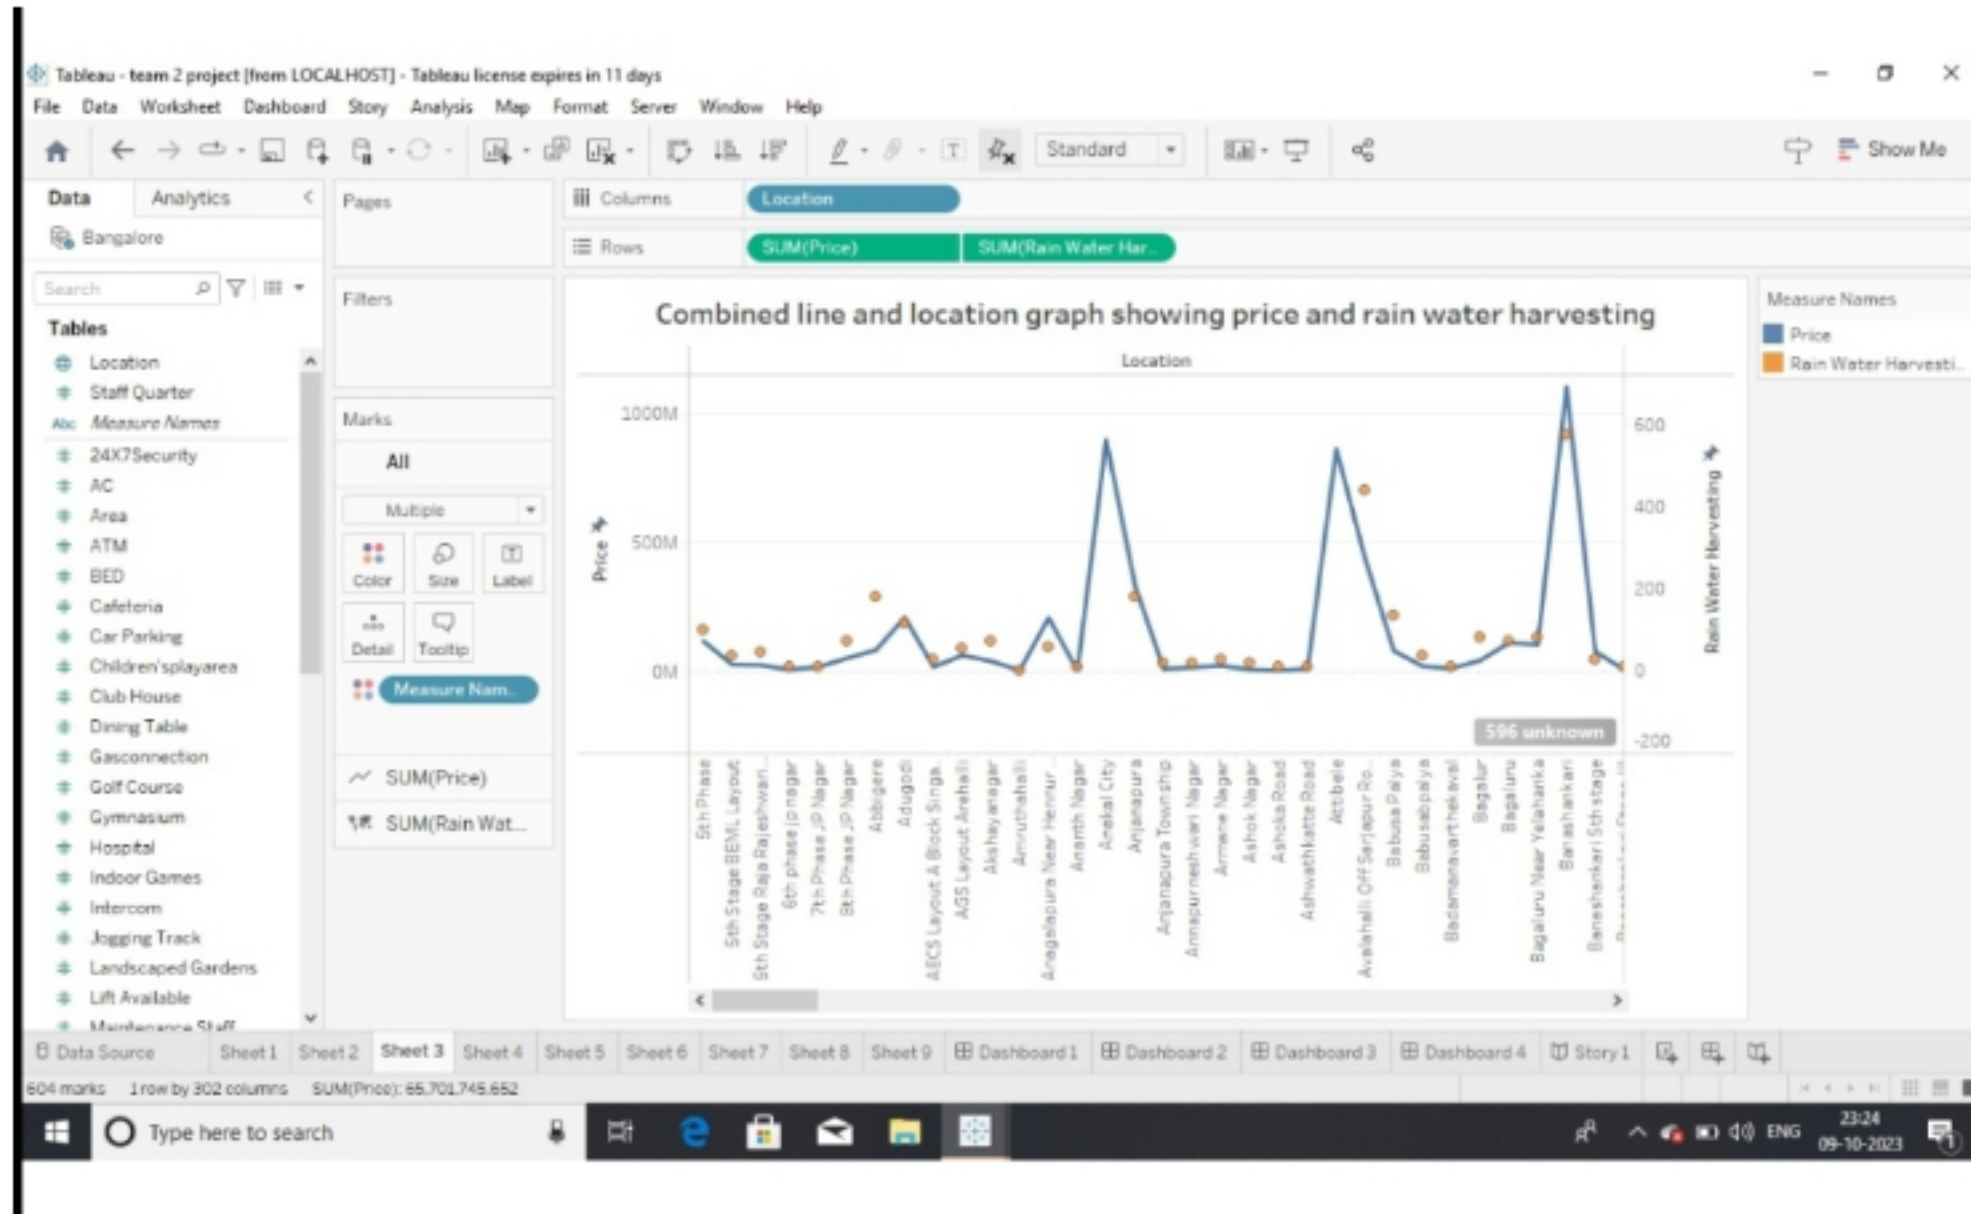 Tableau - team 2 project [from LOCALHOST] - Tableau license expires in 11 days
File Data Worksheet Dashboard Story Analysis Map Format Server Window Help
Standard
Show Me
Data Analytics
Bangalore
Search
Tables
Location
Staff Quarter
Abc Measure Names
24X7Security
AC
Area
ATM
BED
Cafeteria
Car Parking
Children'splayarea
Club House
Dining Table
Gasconnection
Golf Course
Gymnasium
Hospital
Indoor Games
Intercom
Jogging Track
Landscaped Gardens
Lift Available
Maintenance Staff
Pages
Filters
Marks
All
Multiple
Color Size Label
Detail Tooltip
Measure Nam..
SUM(Price)
SUM(Rain Wat...
Columns Location
Rows SUM(Price) SUM(Rain Water Har..
Combined line and location graph showing price and rain water harvesting
Location
Price
1000M
500M
0M
600
400
200
0
-200
Rain Water Harvesting
596 unknown
5th Phase
5th Stage BEML Layout
5th Stage Raja Rajeshwari...
6th phase jp nagar
7th Phase JP Nagar
8th Phase JP Nagar
Abbigere
Adugodi
AECS Layout A Block Singa..
AGS Layout Arehalli
Akshayanagar
Amruthahalli
Anagalapura Near Hennur ..
Ananth Nagar
Anekal City
Anjanapura
Anjanapura Township
Annapurneshwari Nagar
Armane Nagar
Ashok Nagar
Ashoka Road
Ashwathkatte Road
Attibele
Avalahalli Off Sarjapur Ro..
Babusa Palya
Babusabpalya
Badamanavarthekaval
Bagalur
Bagaluru
Bagaluru Near Yelahanka
Banashankari
Banashankari 5th stage
Measure Names
Price
Rain Water Harvesti..
Data Source Sheet 1 Sheet 2 Sheet 3 Sheet 4 Sheet 5 Sheet 6 Sheet 7 Sheet 8 Sheet 9 Dashboard 1 Dashboard 2 Dashboard 3 Dashboard 4 Story 1
604 marks 1 row by 302 columns SUM(Price): 65,701,745,652
Type here to search
ENG
23:24
09-10-2023
1